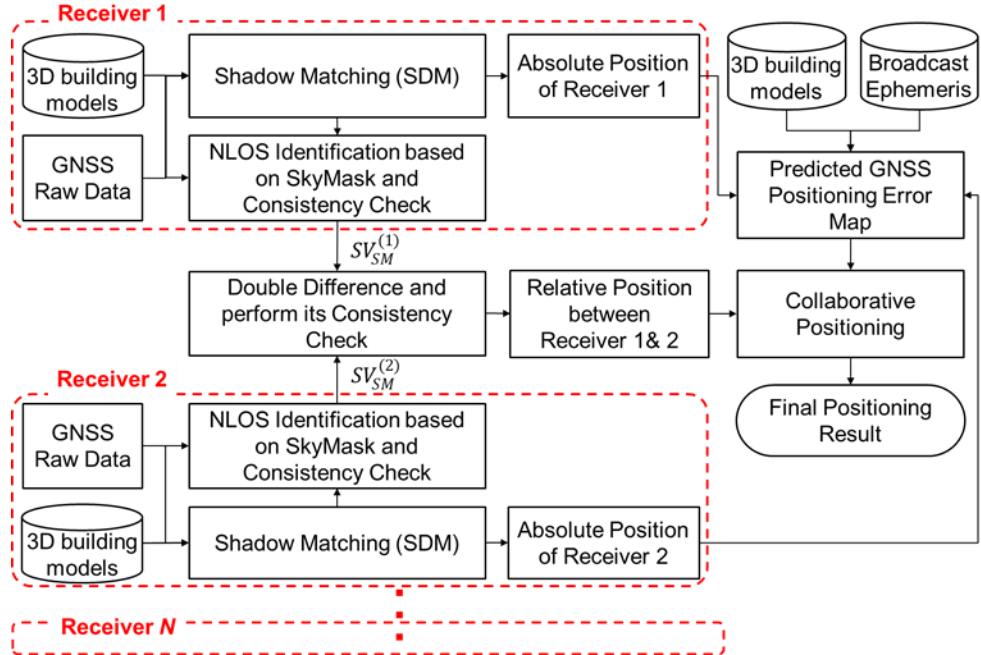 Receiver 1
3D building
models
Shadow Matching (SDM)
Absolute Position
of Receiver 1
GNSS
Raw Data
NLOS Identification based
on SkyMask and
Consistency Check
3D building
models
Broadcast
Ephemeris
Predicted GNSS
Positioning Error
Map
SV_{SM}^{(1)}
Double Difference and
perform its Consistency
Check
Relative Position
between
Receiver 1& 2
Collaborative
Positioning
Final Positioning
Result
SV_{SM}^{(2)}
Receiver 2
GNSS
Raw Data
NLOS Identification based
on SkyMask and
Consistency Check
3D building
models
Shadow Matching (SDM)
Absolute Position
of Receiver 2
Receiver N